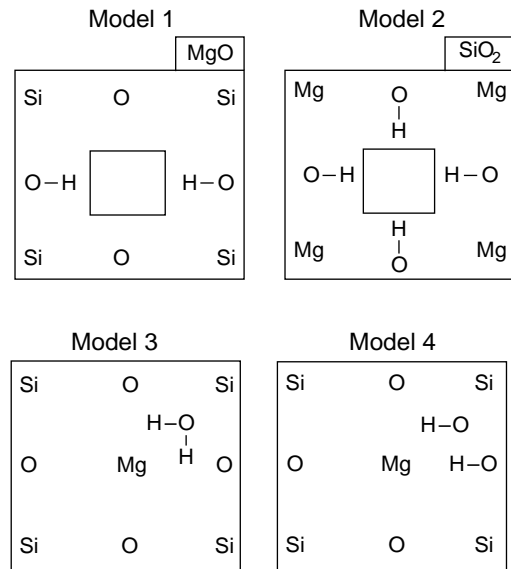 Model 1 Model 2
MgO SiO₂
Si O Si Mg O Mg
H
O–H H–O O–H H–O
H
Si O Si Mg O Mg
Model 3 Model 4
Si O Si Si O Si
H–O H–O
H
O Mg O O Mg H–O
Si O Si Si O Si